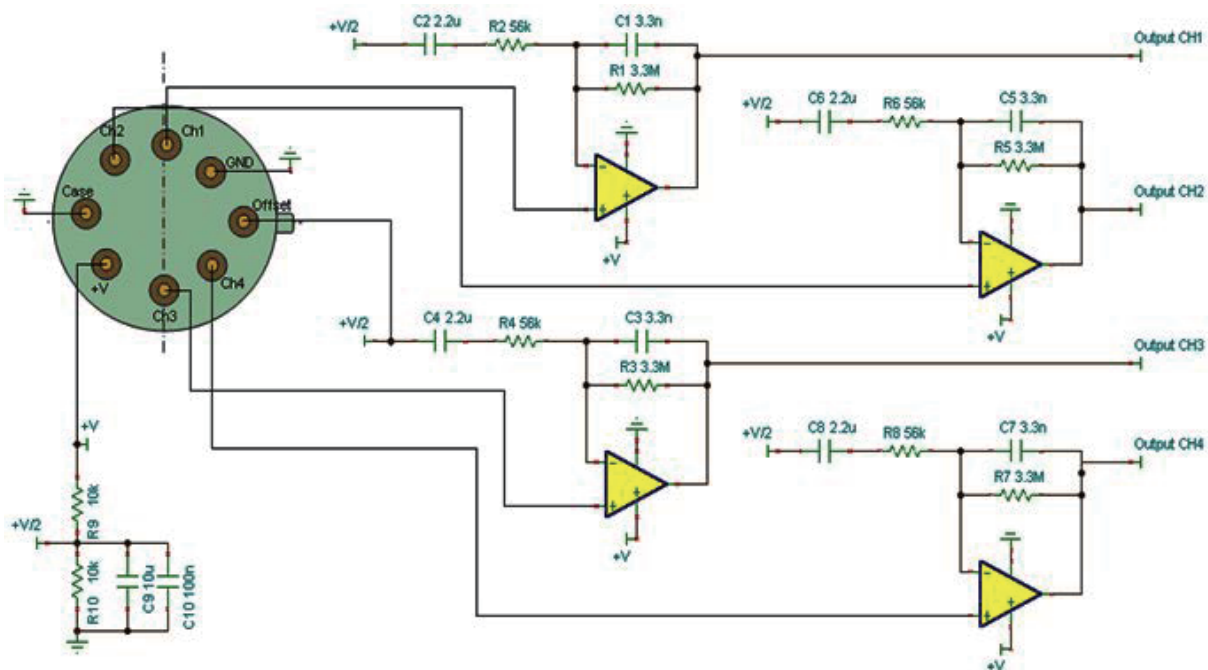 +V/2
C2 2.2u
R2 56k
C1 3.3n
R1 3.3M
Output CH1
+V
+V/2
C6 2.2u
R6 56k
C5 3.3n
R5 3.3M
Output CH2
+V
Ch2
Ch1
GND
Case
Offset
+V
Ch3
Ch4
+V/2
C4 2.2u
R4 56k
C3 3.3n
R3 3.3M
Output CH3
+V
+V/2
C8 2.2u
R8 56k
C7 3.3n
R7 3.3M
Output CH4
+V
+V
R9 10k
+V/2
R10 10k
C9 10u
C10 100n